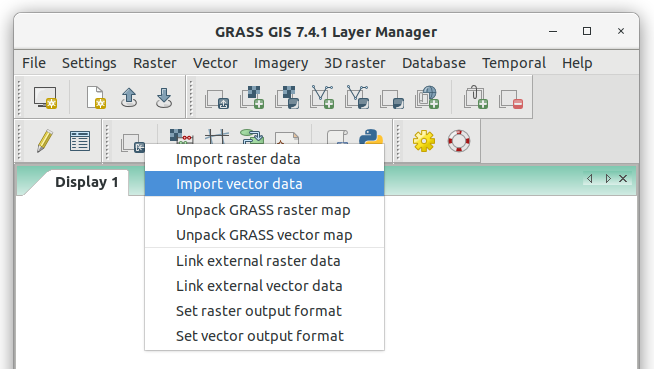 GRASS GIS 7.4.1 Layer Manager
File Settings Raster Vector Imagery 3D raster Database Temporal Help
Display 1
Import raster data
Import vector data
Unpack GRASS raster map
Unpack GRASS vector map
Link external raster data
Link external vector data
Set raster output format
Set vector output format